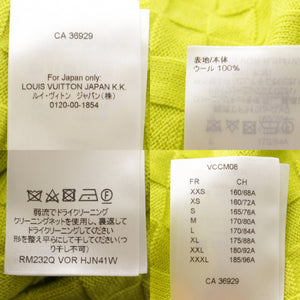 CA 36929
For Japan only:
LOUIS VUITTON JAPAN K.K.
ルイ・ヴィトン ジャパン(株)
0120-00-1854
表地/本体
ウール 100%
弱流でドライクリーニング
クリーニングネットを使用し、裏返して
ドライクリーニングして下さい
形を整え平らにして干してください(つ
り干し不可)
RM232Q VOR HJN41W
VCCM06
FR CH
XXS 160/68A
XS 160/72A
S 165/76A
M 170/80A
L 170/84A
XL 175/88A
XXL 180/92A
XXXL 185/96A
CA 36929